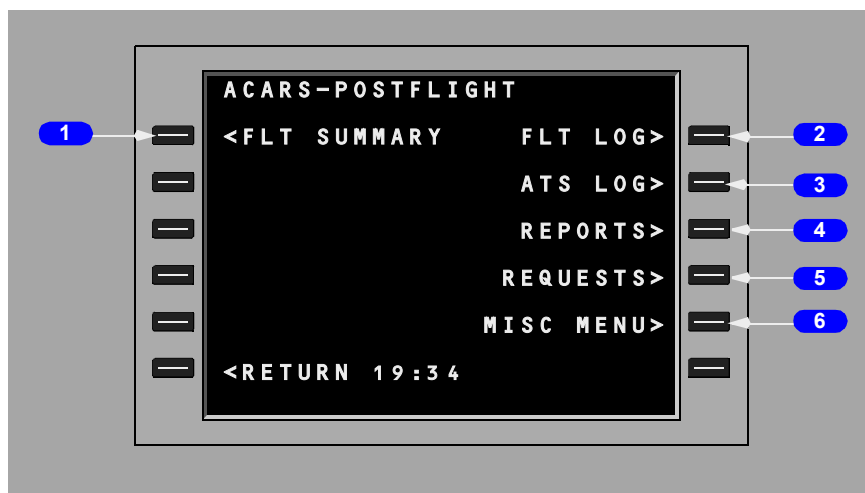 ACARS-POSTFLIGHT
1 <FLT SUMMARY FLT LOG> 2
ATS LOG> 3
REPORTS> 4
REQUESTS> 5
MISC MENU> 6
<RETURN 19:34